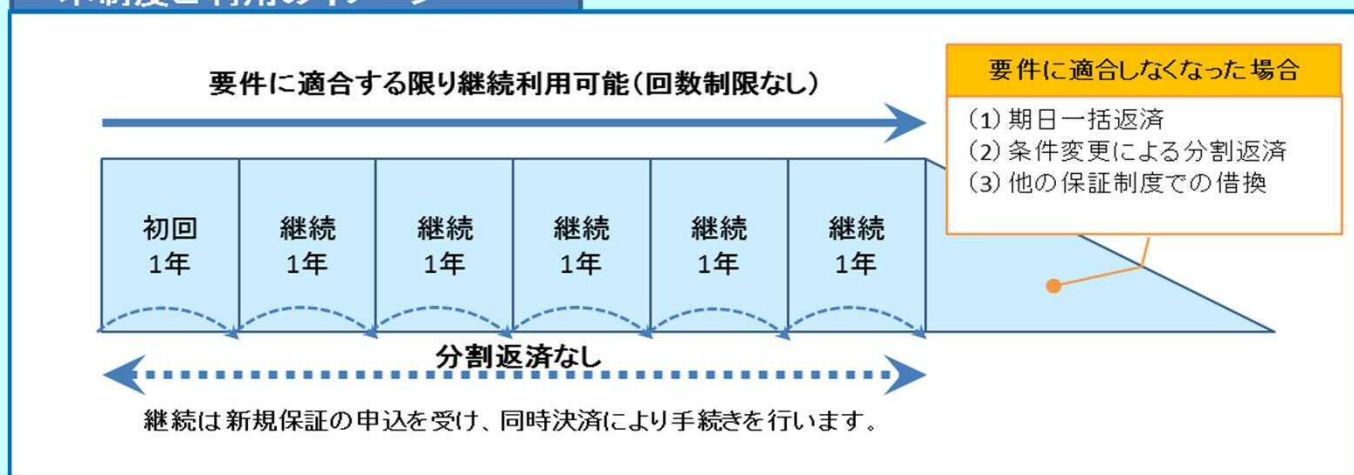 要件に適合する限り継続利用可能（回数制限なし）
要件に適合しなくなった場合
（1）期日一括返済
（2）条件変更による分割返済
（3）他の保証制度での借換
初回
1年
継続
1年
継続
1年
継続
1年
継続
1年
継続
1年
分割返済なし
継続は新規保証の申込を受け、同時決済により手続きを行います。